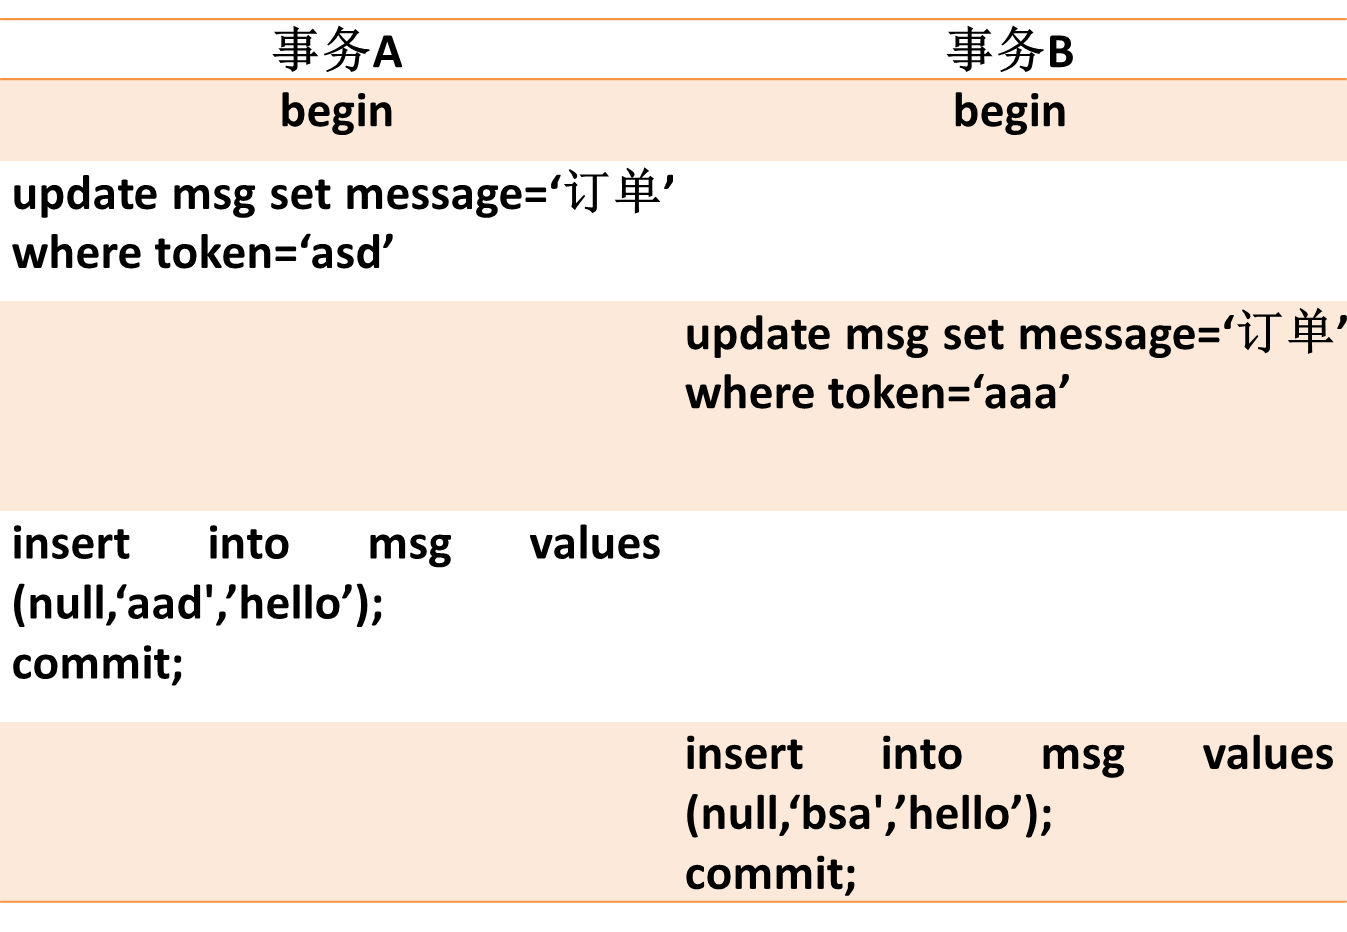 事务A
事务B
begin
begin
update msg set message=‘订单’
where token=‘asd’
update msg set message=‘订单’
where token=‘aaa’
insert into msg values
(null,‘aad',’hello’);
commit;
insert into msg values
(null,‘bsa',’hello’);
commit;